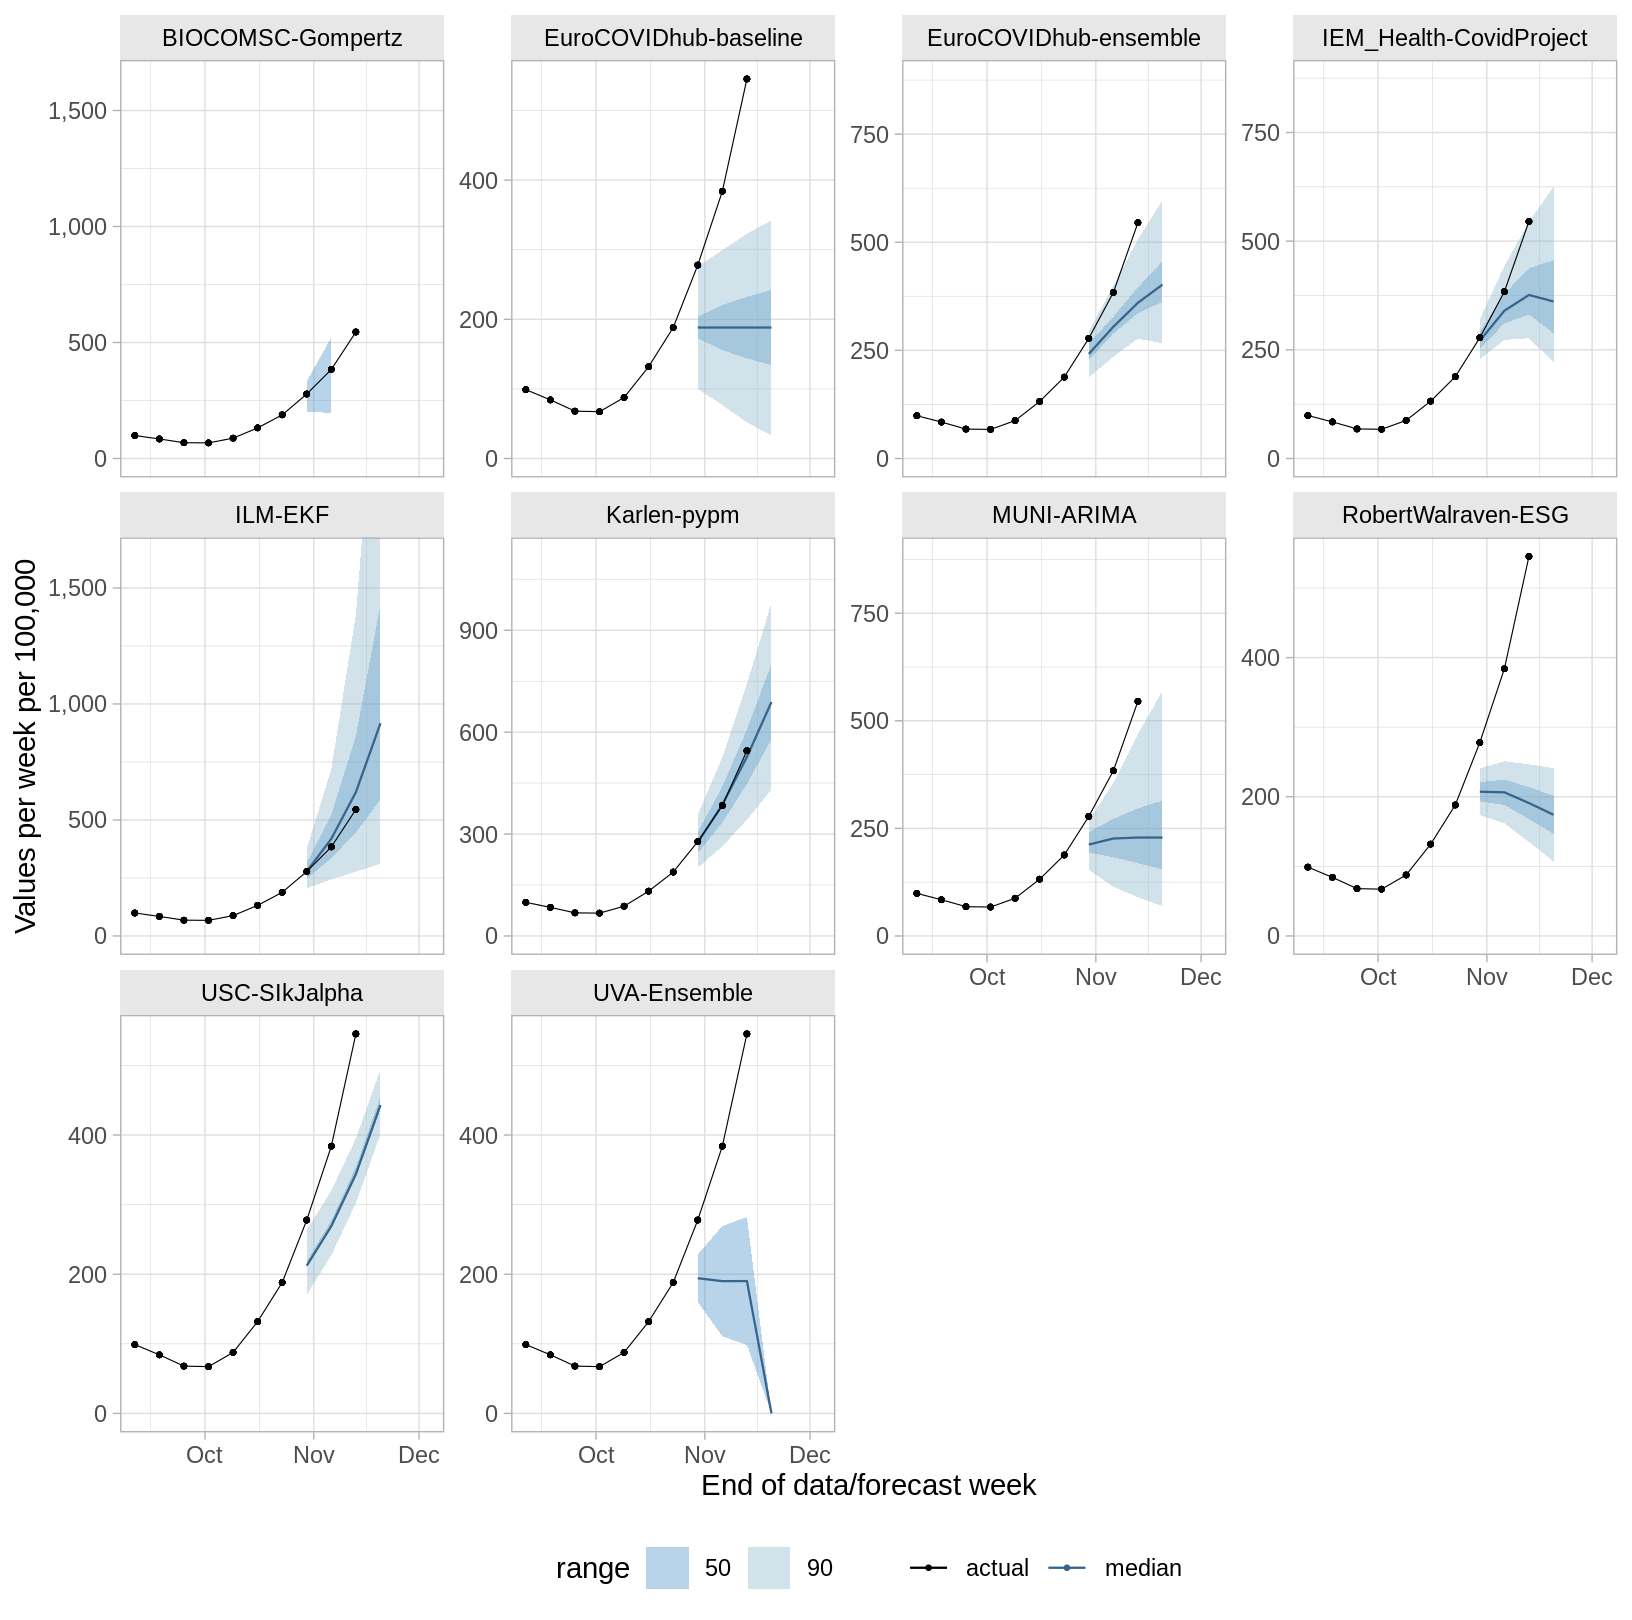 BIOCOMSC-Gompertz
EuroCOVIDhub-baseline
EuroCOVIDhub-ensemble
IEM_Health-CovidProject
1,500
1,000
500
0
400
200
0
750
500
250
0
750
500
250
0
ILM-EKF
Karlen-pypm
MUNI-ARIMA
RobertWalraven-ESG
Values per week per 100,000
1,500
1,000
500
0
900
600
300
0
750
500
250
0
400
200
0
Oct Nov Dec
Oct Nov Dec
USC-SIkJalpha
UVA-Ensemble
400
200
0
400
200
0
Oct Nov Dec
Oct Nov Dec
End of data/forecast week
range 50 90 actual median